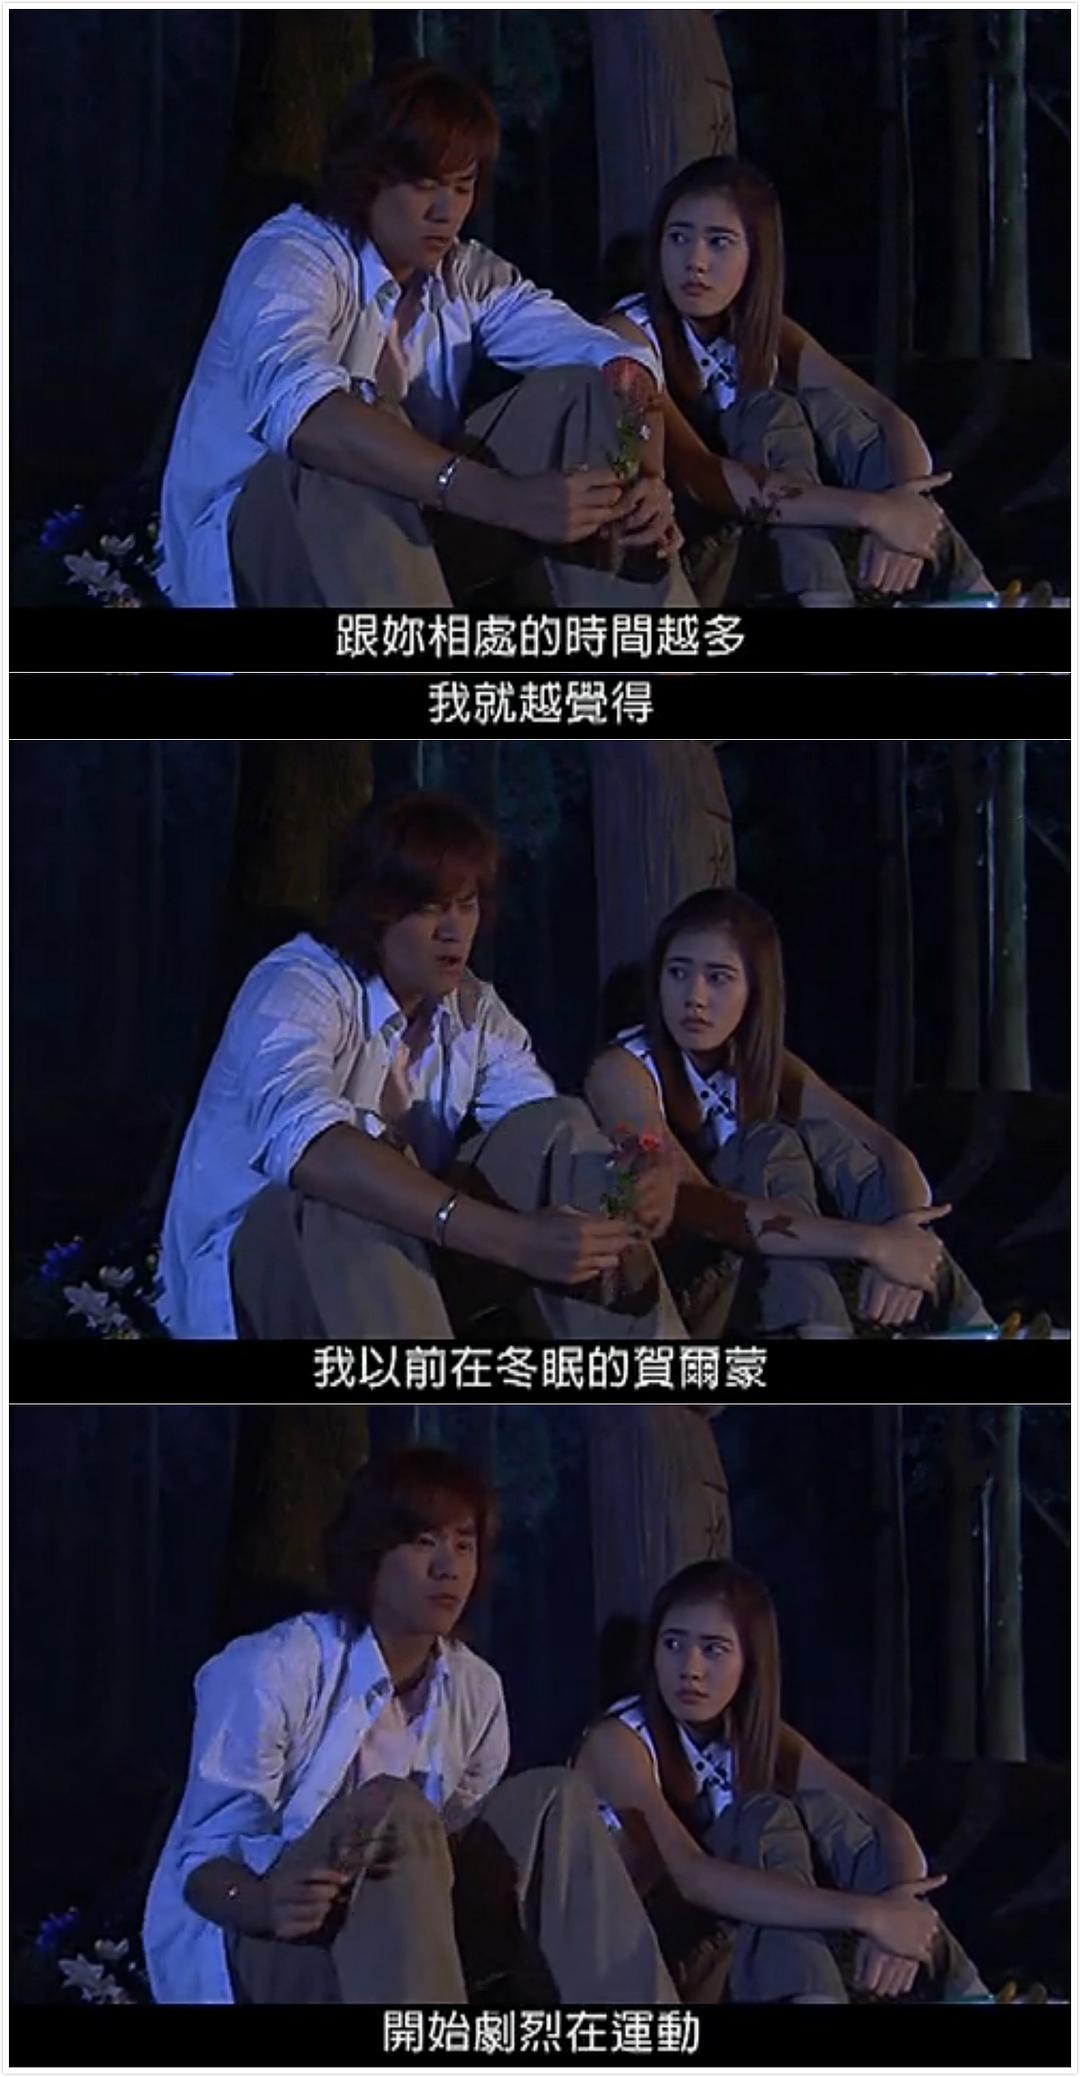 跟妳相處的時間越多
我就越覺得
我以前在冬眠的賀爾蒙
開始劇烈在運動